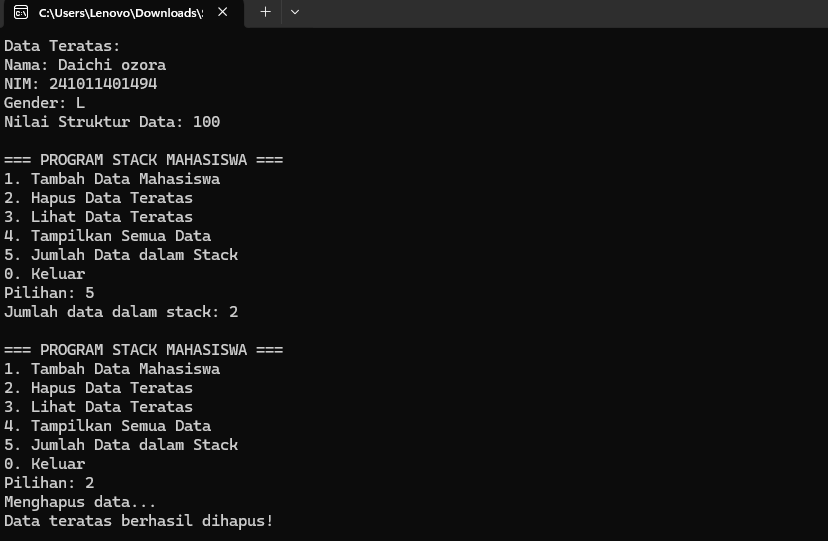 C:\Users\Lenovo\Downloads\
Data Teratas:
Nama: Daichi ozora
NIM: 241011401494
Gender: L
Nilai Struktur Data: 100
=== PROGRAM STACK MAHASISWA ===
1. Tambah Data Mahasiswa
2. Hapus Data Teratas
3. Lihat Data Teratas
4. Tampilkan Semua Data
5. Jumlah Data dalam Stack
0. Keluar
Pilihan: 5
Jumlah data dalam stack: 2
=== PROGRAM STACK MAHASISWA ===
1. Tambah Data Mahasiswa
2. Hapus Data Teratas
3. Lihat Data Teratas
4. Tampilkan Semua Data
5. Jumlah Data dalam Stack
0. Keluar
Pilihan: 2
Menghapus data...
Data teratas berhasil dihapus!